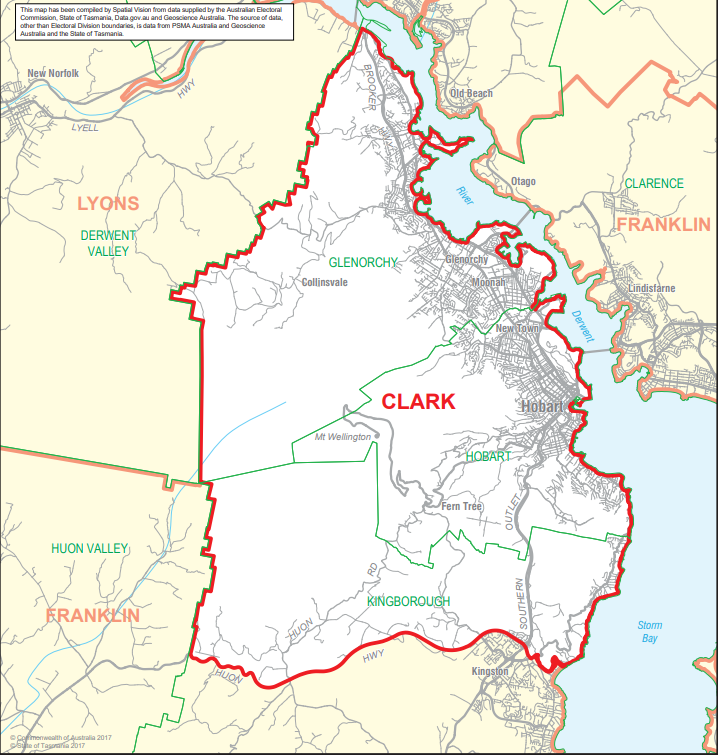 This map has been compiled by Spatial Vision from data supplied by the Australian Electoral
Commission, State of Tasmania, Data.gov.au and Geoscience Australia. The source of data,
other than Electoral Division boundaries, is data from PSMA Australia and Geoscience
Australia and the State of Tasmania.
New Norfolk
HWY
LYELL
BROOKER
Old Beach
Otago
River
CLARENCE
LYONS
DERWENT
VALLEY
FRANKLIN
GLENORCHY
Glenorchy
Collinsvale
Moonah
Lindisfarne
New Town
Derwent
CLARK
Hobart
Mt Wellington
HOBART
Fern Tree
OUTLET
HUON VALLEY
RD
KINGBOROUGH
SOUTHERN
FRANKLIN
HUON
Storm
Bay
HWY
HUON
Kingston
© Commonwealth of Australia 2017
© State of Tasmania 2017